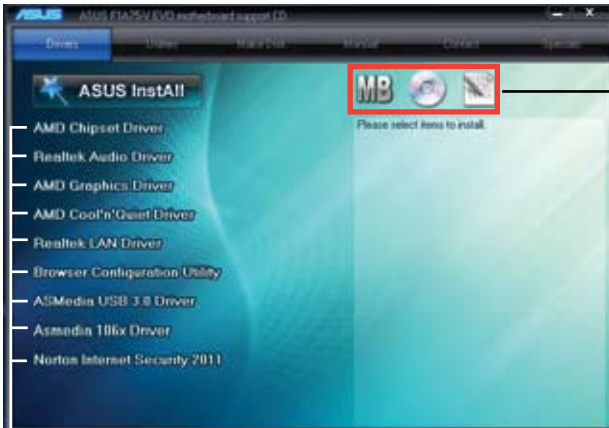 ASUS ASUS F1A75-V EVO motherboard support CD
Drivers Utilities Make Disk Manual Contact Specials
ASUS InstAll
MB
Please select items to install.
AMD Chipset Driver
Realtek Audio Driver
AMD Graphics Driver
AMD Cool'n'Quiet Driver
Realtek LAN Driver
Browser Configuration Utility
ASMedia USB 3.0 Driver
Asmedia 106x Driver
Norton Internet Security 2011